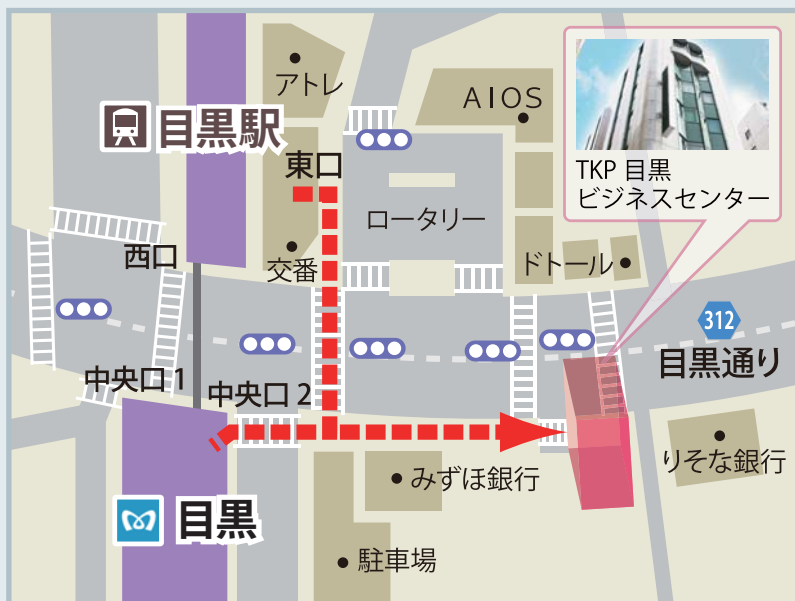 アトレ
AIOS
目黒駅
東口
TKP 目黒
ビジネスセンター
ロータリー
西口
交番
ドトール
312
目黒通り
中央口 1
中央口 2
りそな銀行
みずほ銀行
目黒
駐車場